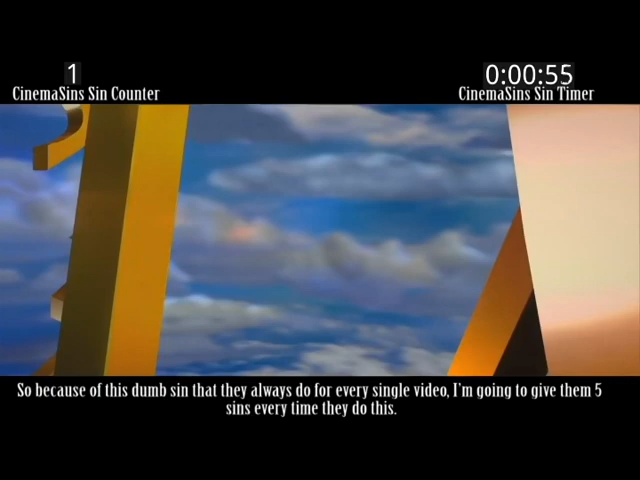 1
0:00:55
CinemaSins Sin Counter
CinemaSins Sin Timer
So because of this dumb sin that they always do for every single video, I'm going to give them 5
sins every time they do this.